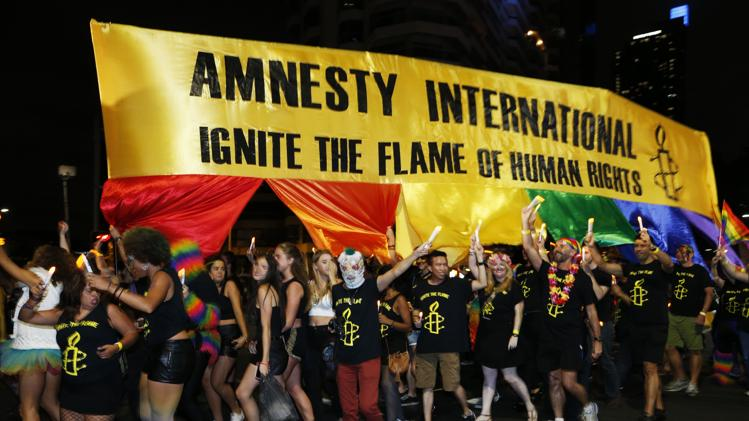 AMNESTY INTERNATIONAL
IGNITE THE FLAME OF HUMAN RIGHTS